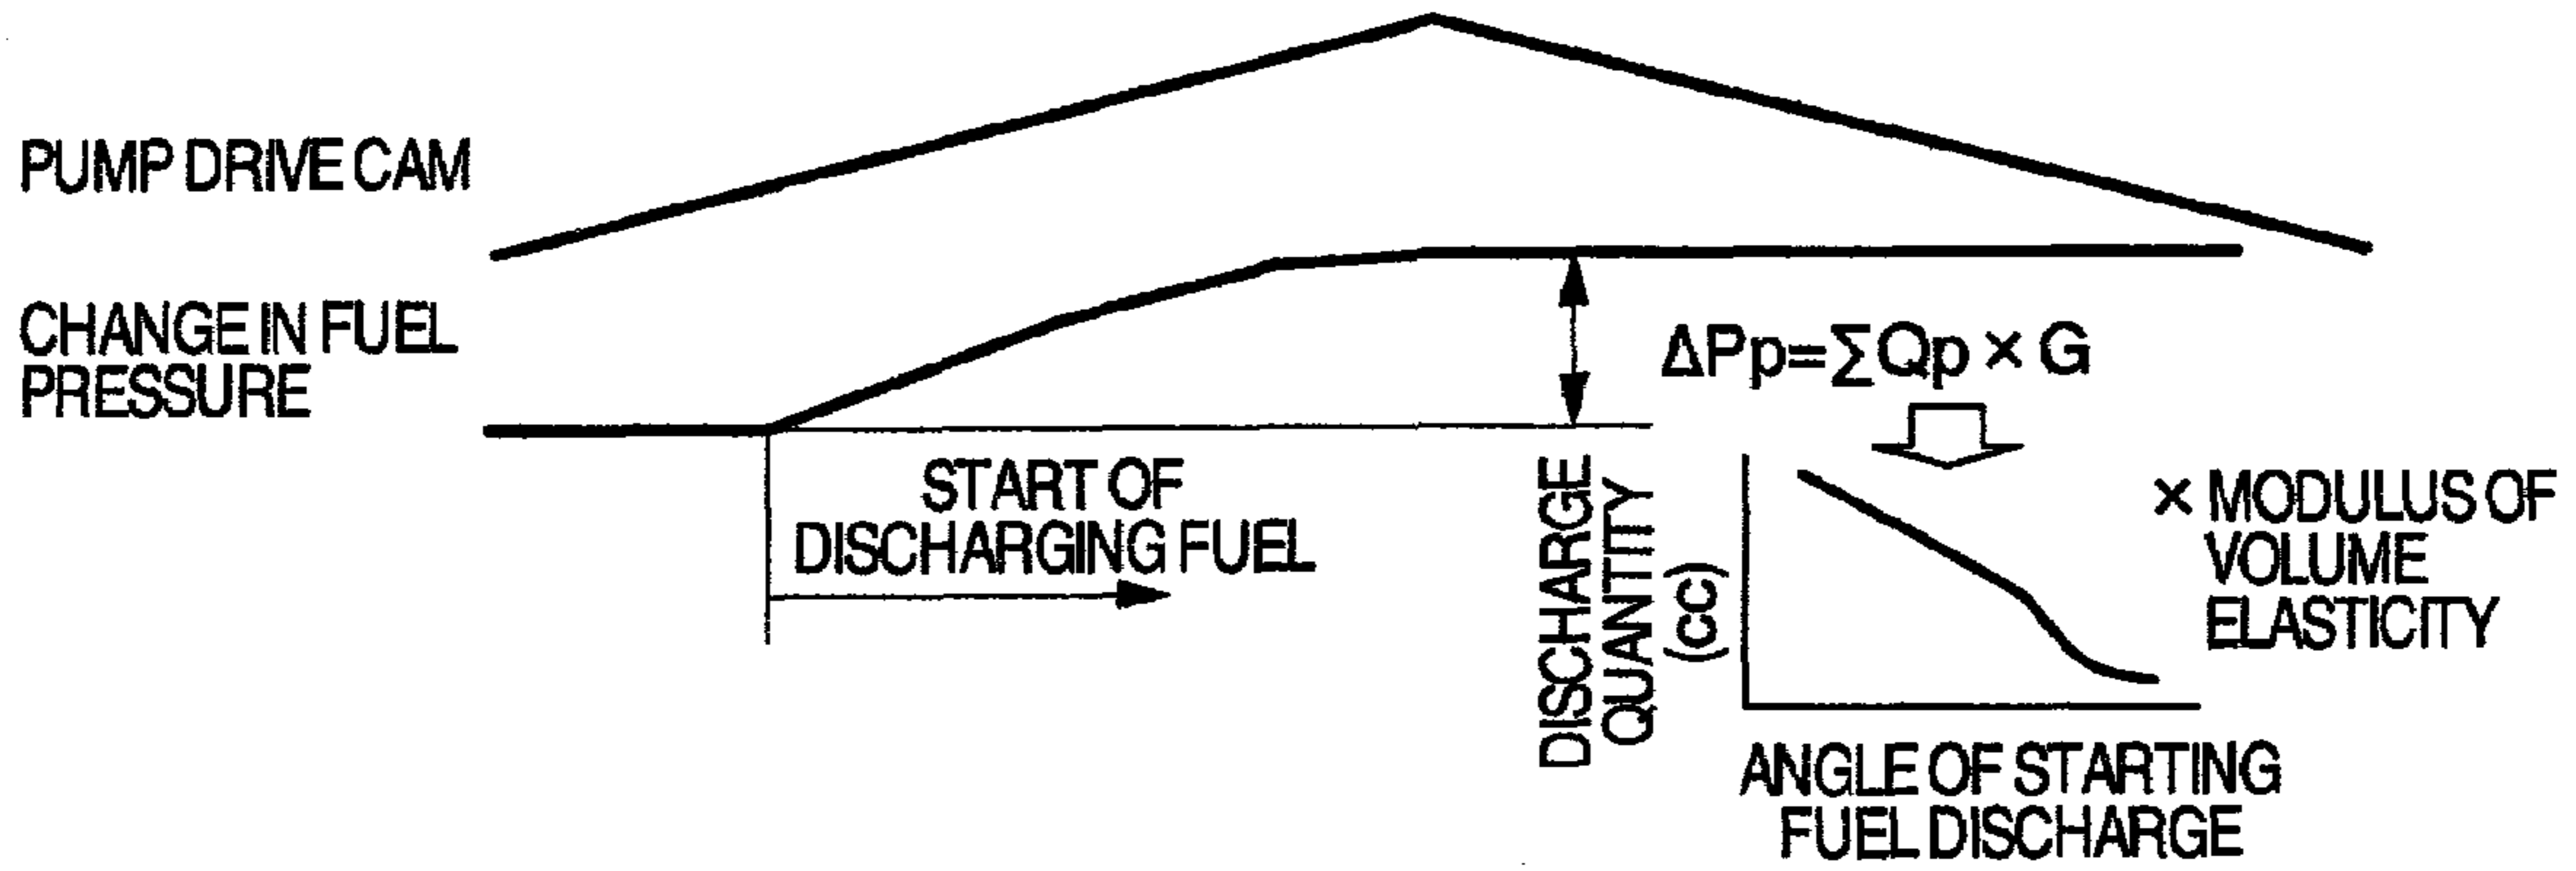 PUMP DRIVE CAM
CHANGE IN FUEL
PRESSURE
START OF
DISCHARGING FUEL
ΔPp=∑Qp × G
DISCHARGE
QUANTITY
(CC)
× MODULUS OF
VOLUME
ELASTICITY
ANGLE OF STARTING
FUEL DISCHARGE